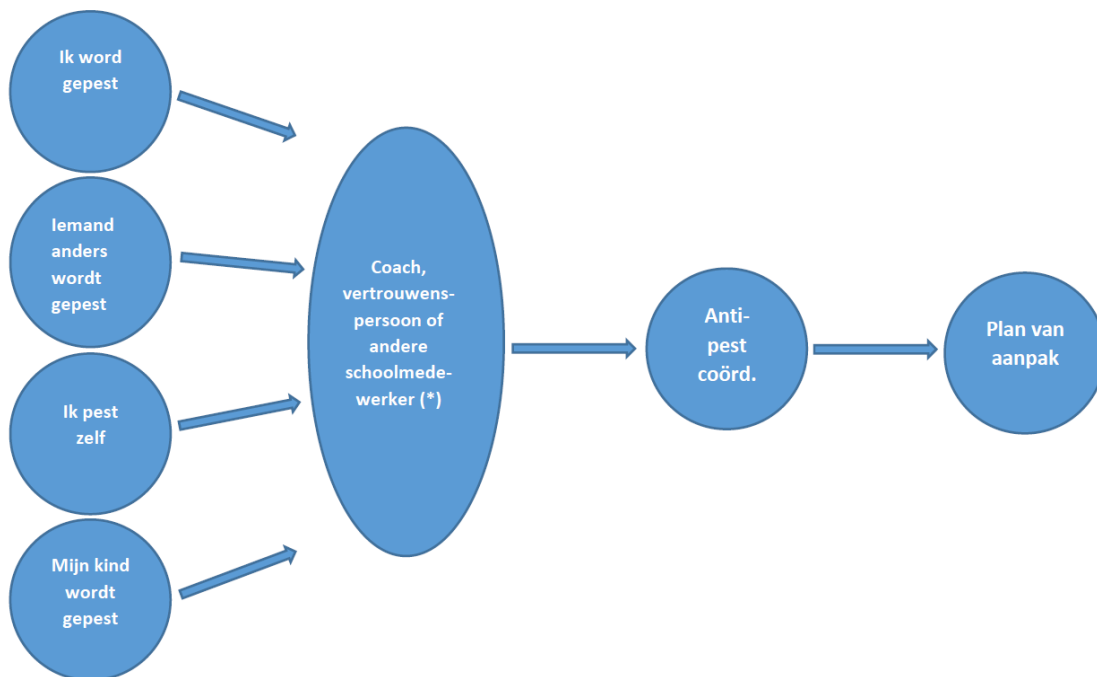 Ik word
gepest
Iemand
anders
wordt
gepest
Ik pest
zelf
Mijn kind
wordt
gepest
Coach,
vertrouwens-
persoon of
andere
schoolmede-
werker (*)
Anti-
pest
coörd.
Plan van
aanpak